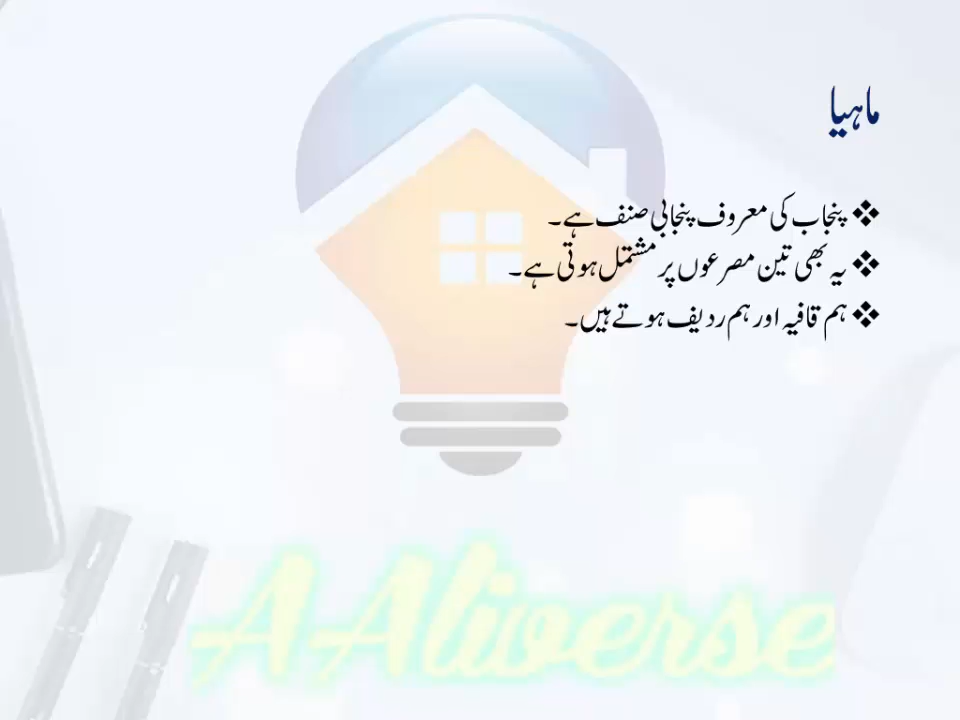 ماہیا
❖ پنجاب کی معروف پنجابی صنف ہے۔
❖ یہ بھی تین مصرعوں پر مشتمل ہوتی ہے۔
❖ ہم قافیہ اور ہم ردیف ہوتے ہیں۔
AAliverse